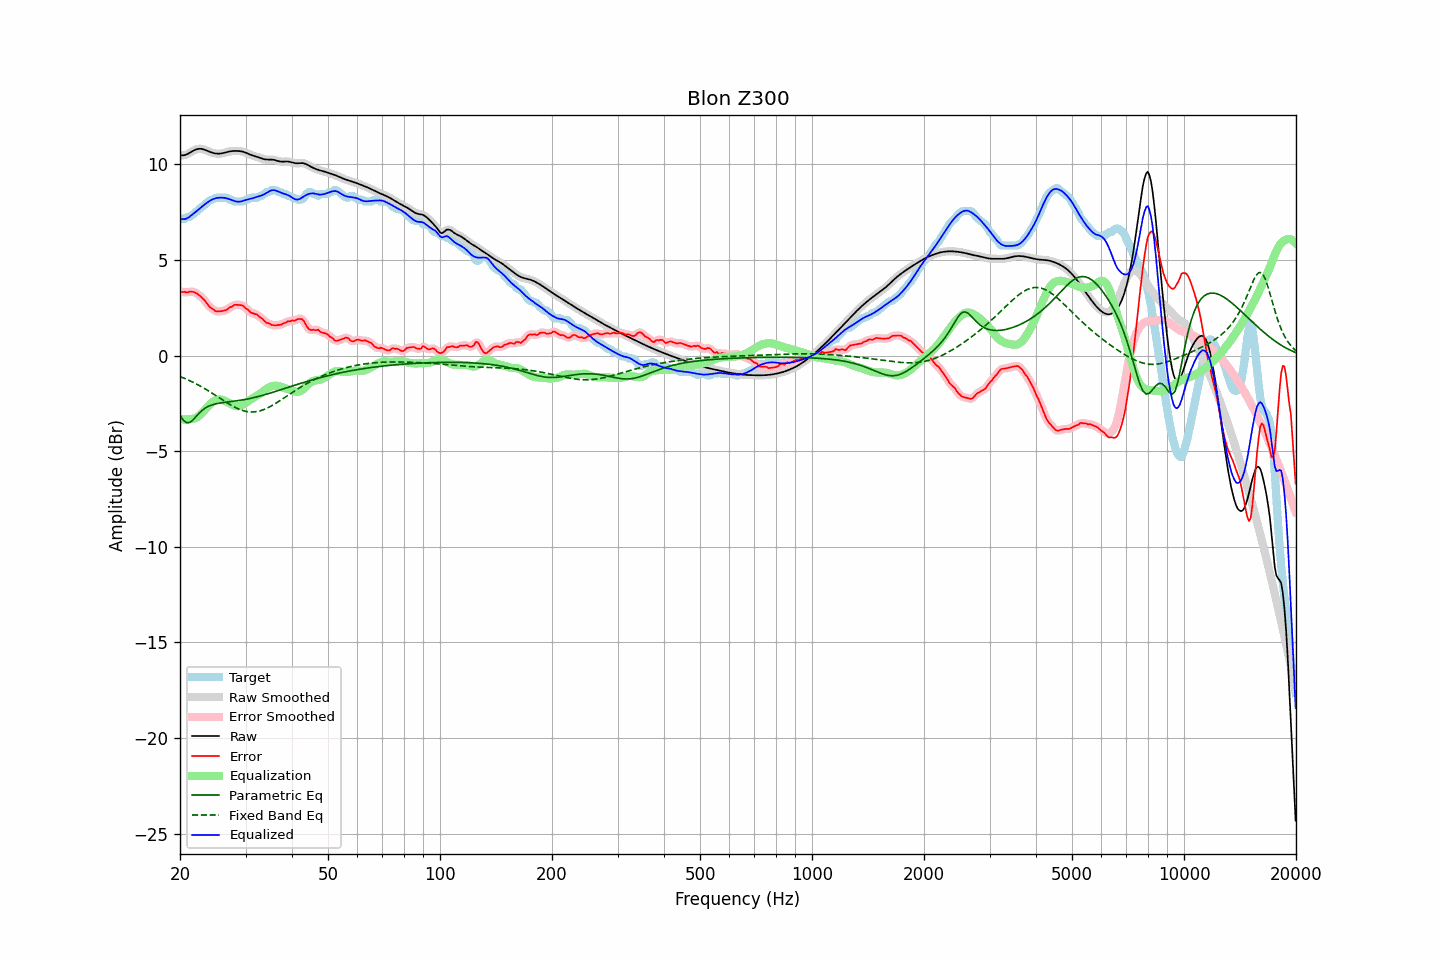 Blon Z300
Amplitude (dBr)
10
5
0
−5
−10
−15
−20
−25
Target
Raw Smoothed
Error Smoothed
Raw
Error
Equalization
Parametric Eq
Fixed Band Eq
Equalized
20 50 100 200 500 1000 2000 5000 10000 20000
Frequency (Hz)